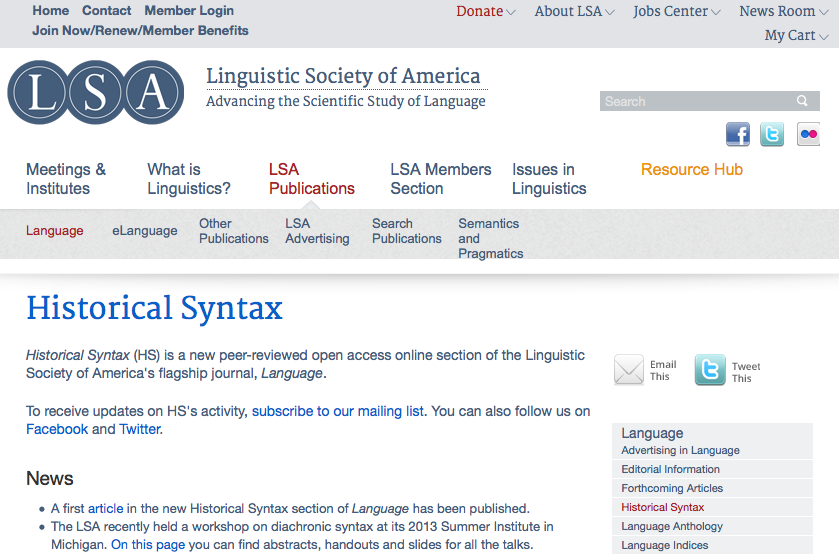 Home Contact Member Login
Join Now/Renew/Member Benefits
Donate About LSA Jobs Center News Room
My Cart
LSA
Linguistic Society of America
Advancing the Scientific Study of Language
Search
f t
Meetings & Institutes
What is Linguistics?
LSA Publications
LSA Members Section
Issues in Linguistics
Resource Hub
Language
eLanguage
Other Publications
LSA Advertising
Search Publications
Semantics and Pragmatics
Historical Syntax
Historical Syntax (HS) is a new peer-reviewed open access online section of the Linguistic
Society of America's flagship journal, Language.
To receive updates on HS's activity, subscribe to our mailing list. You can also follow us on
Facebook and Twitter.
News
• A first article in the new Historical Syntax section of Language has been published.
• The LSA recently held a workshop on diachronic syntax at its 2013 Summer Institute in
Michigan. On this page you can find abstracts, handouts and slides for all the talks.
Email This
t
Tweet This
Language
Advertising in Language
Editorial Information
Forthcoming Articles
Historical Syntax
Language Anthology
Language Indices